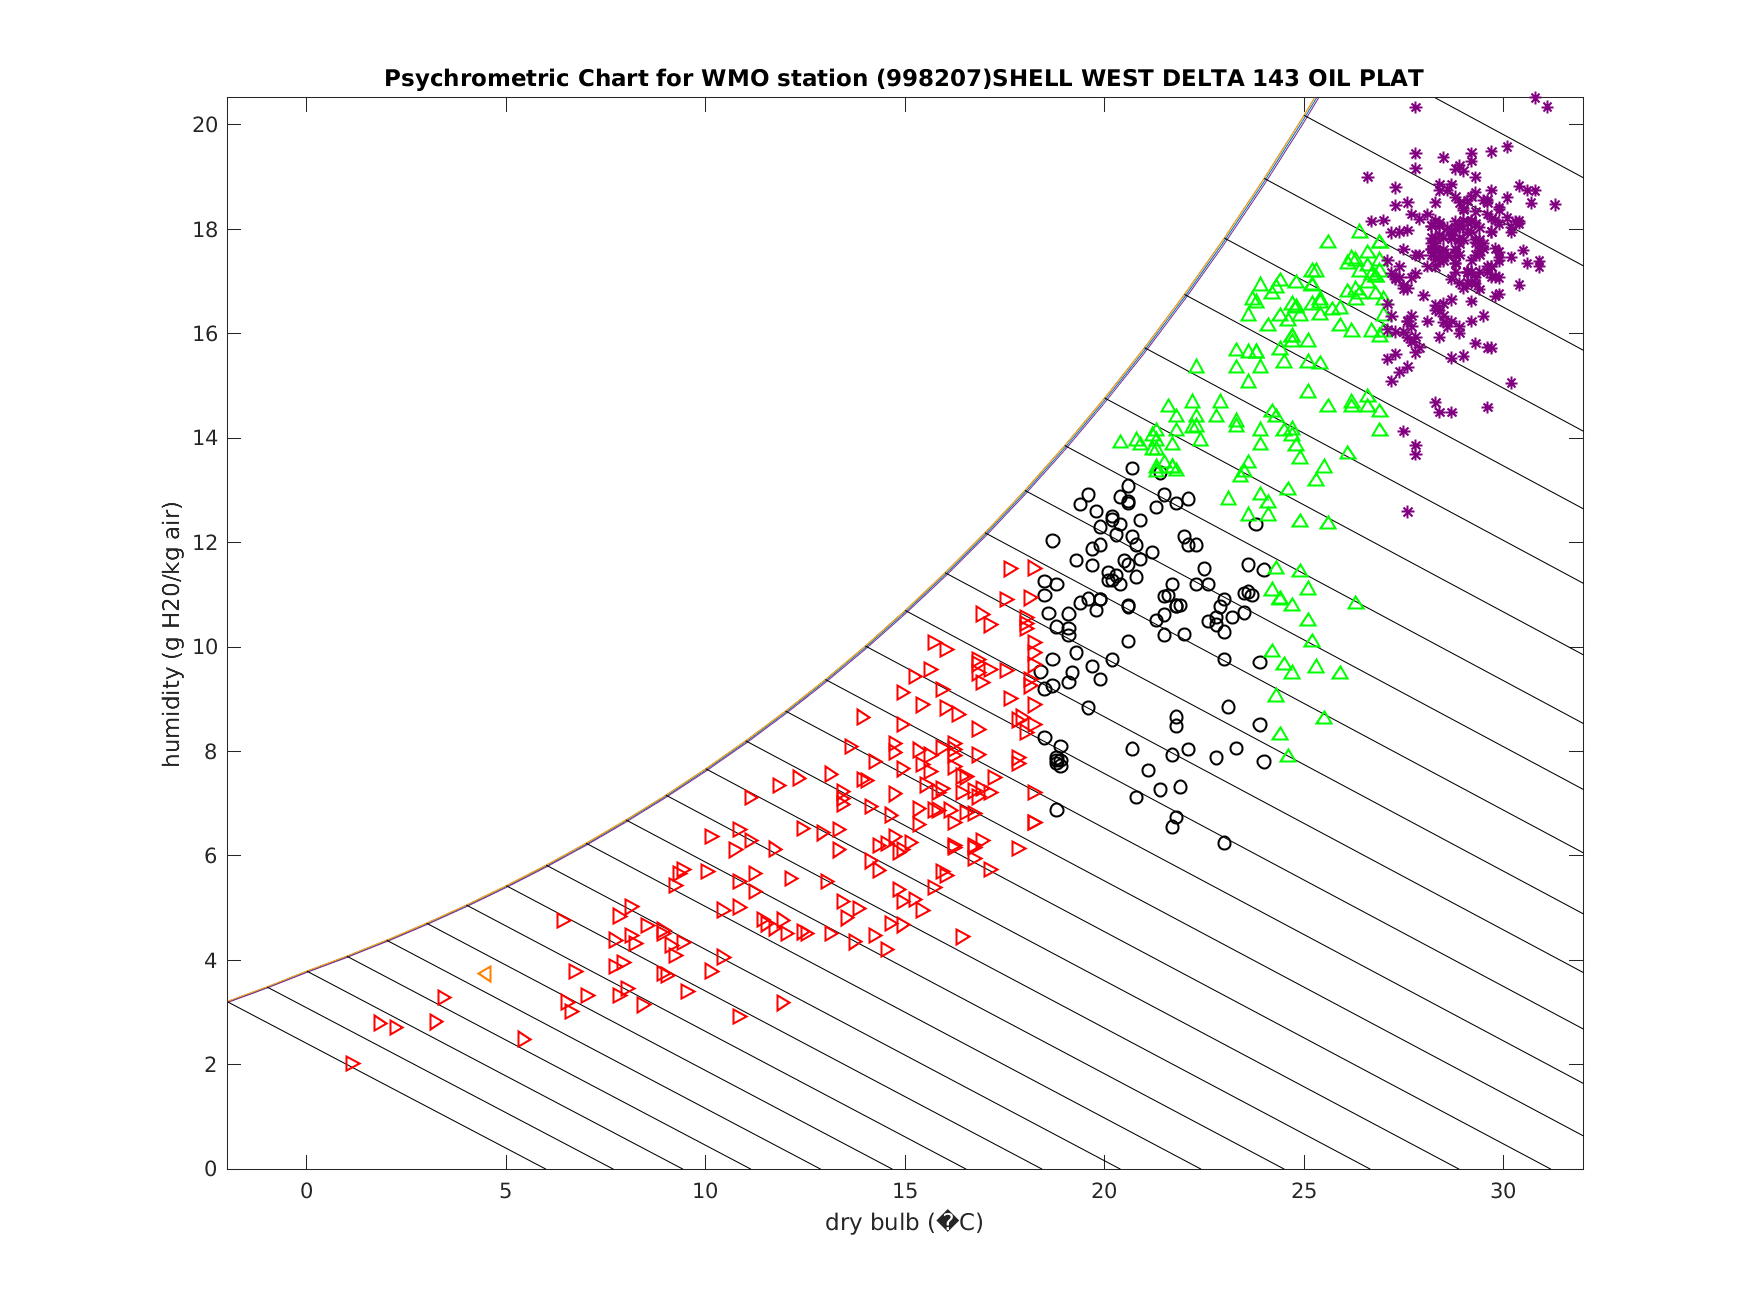 Psychrometric Chart for WMO station (998207)SHELL WEST DELTA 143 OIL PLAT
20
18
16
14
12
10
8
6
4
2
0
humidity (g H20/kg air)
0 5 10 15 20 25 30
dry bulb (�C)